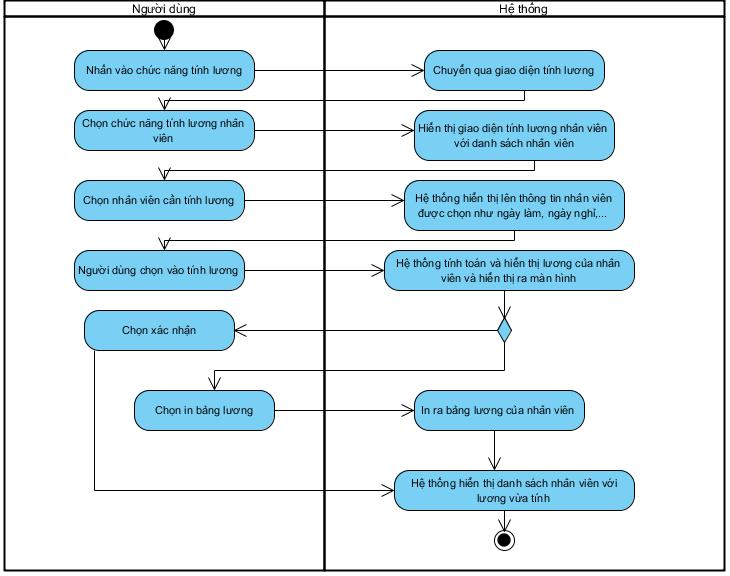 Người dùng
Hệ thống
Nhấn vào chức năng tính lương
Chuyển qua giao diện tính lương
Chọn chức năng tính lương nhân
viên
Hiển thị giao diện tính lương nhân viên
với danh sách nhân viên
Chọn nhân viên cần tính lương
Hệ thống hiển thị lên thông tin nhân viên
được chọn như ngày làm, ngày nghỉ,...
Người dùng chọn vào tính lương
Hệ thống tính toán và hiển thị lương của nhân
viên và hiển thị ra màn hình
Chọn xác nhận
Chọn in bảng lương
In ra bảng lương của nhân viên
Hệ thống hiển thị danh sách nhân viên với
lương vừa tính